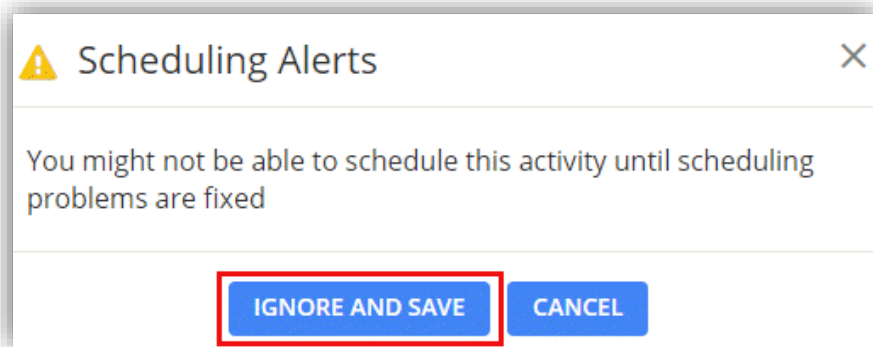 Scheduling Alerts
You might not be able to schedule this activity until scheduling
problems are fixed
IGNORE AND SAVE
CANCEL